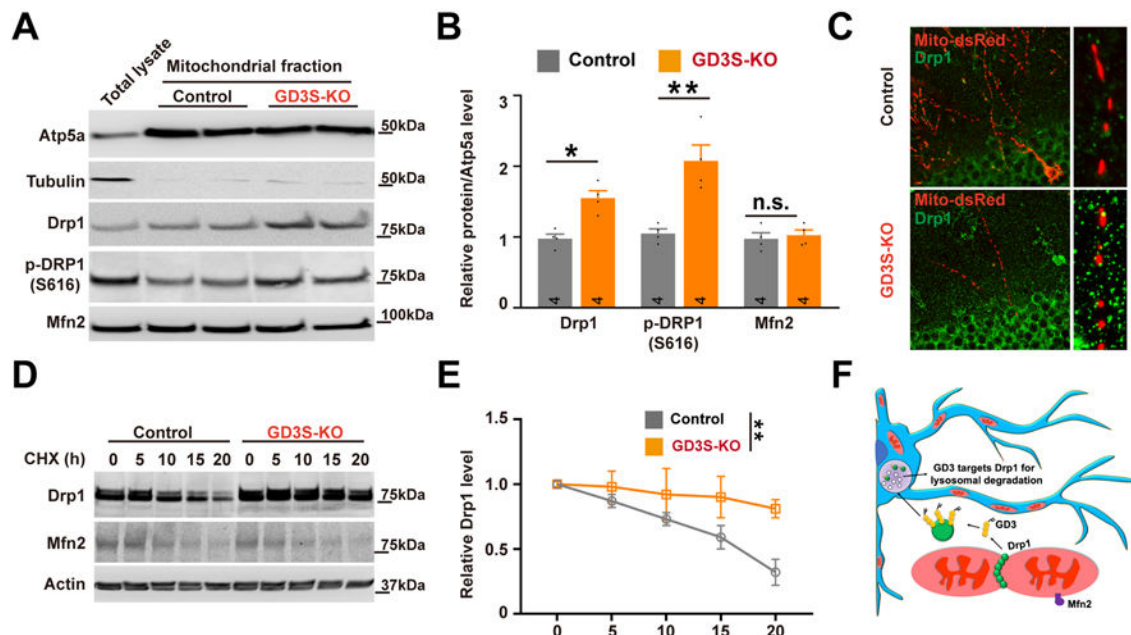 A
Total lysate
Mitochondrial fraction
Control GD3S-KO
Atp5a 50kDa
Tubulin 50kDa
Drp1 75kDa
p-DRP1 (S616) 75kDa
Mfn2 100kDa
B
Control GD3S-KO
Relative protein/Atp5a level
3
2
1
0
* ** n.s.
4 4 4 4 4 4
Drp1 p-DRP1 (S616) Mfn2
C
Control
Mito-dsRed
Drp1
GD3S-KO
Mito-dsRed
Drp1
D
Control GD3S-KO
CHX (h) 0 5 10 15 20 0 5 10 15 20
Drp1 75kDa
Mfn2 75kDa
Actin 37kDa
E
Control
GD3S-KO
**
Relative Drp1 level
1.5
1.0
0.5
0.0
0 5 10 15 20
F
GD3 targets Drp1 for
lysosomal degradation
GD3
Drp1
Mfn2